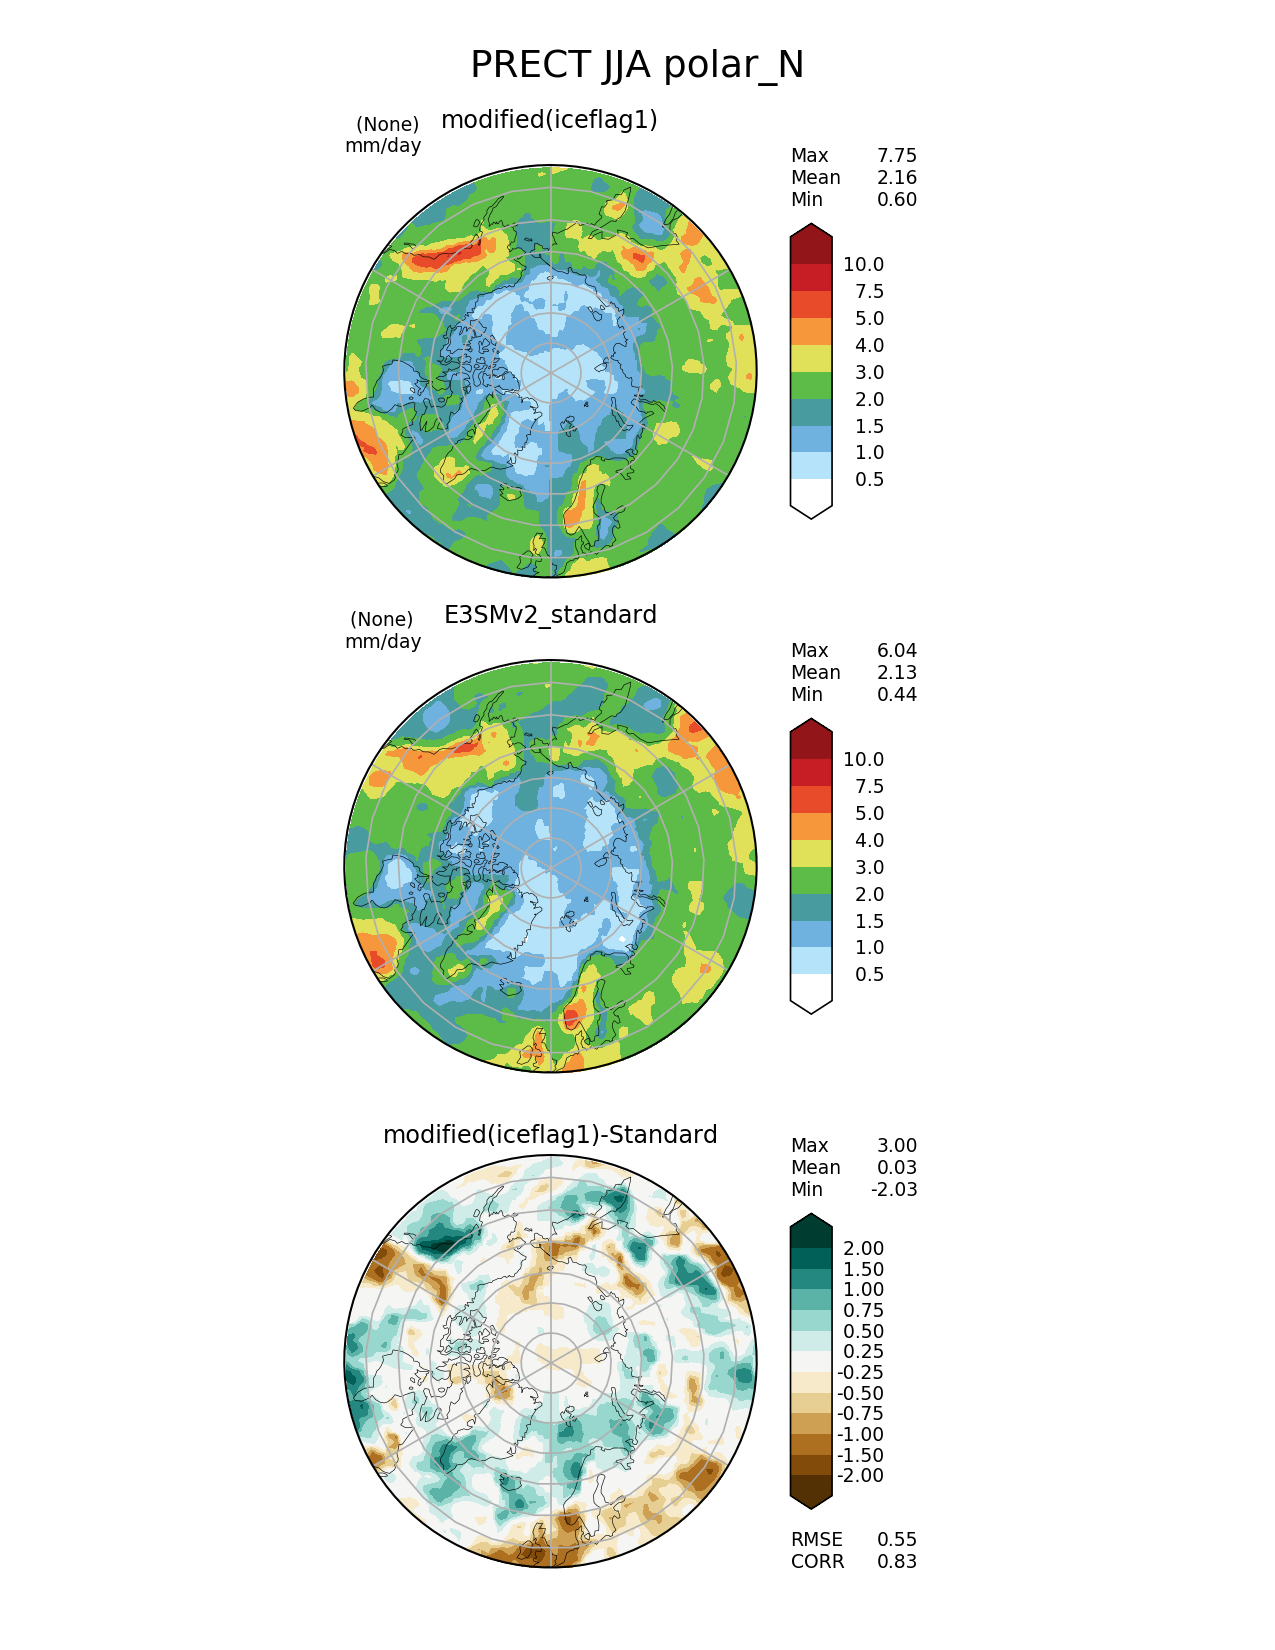 PRECT JJA polar_N
(None)
mm/day
modified(iceflag1)
Max 7.75
Mean 2.16
Min 0.60
10.0
7.5
5.0
4.0
3.0
2.0
1.5
1.0
0.5
(None)
mm/day
E3SMv2_standard
Max 6.04
Mean 2.13
Min 0.44
10.0
7.5
5.0
4.0
3.0
2.0
1.5
1.0
0.5
modified(iceflag1)-Standard
Max 3.00
Mean 0.03
Min -2.03
2.00
1.50
1.00
0.75
0.50
0.25
-0.25
-0.50
-0.75
-1.00
-1.50
-2.00
RMSE 0.55
CORR 0.83